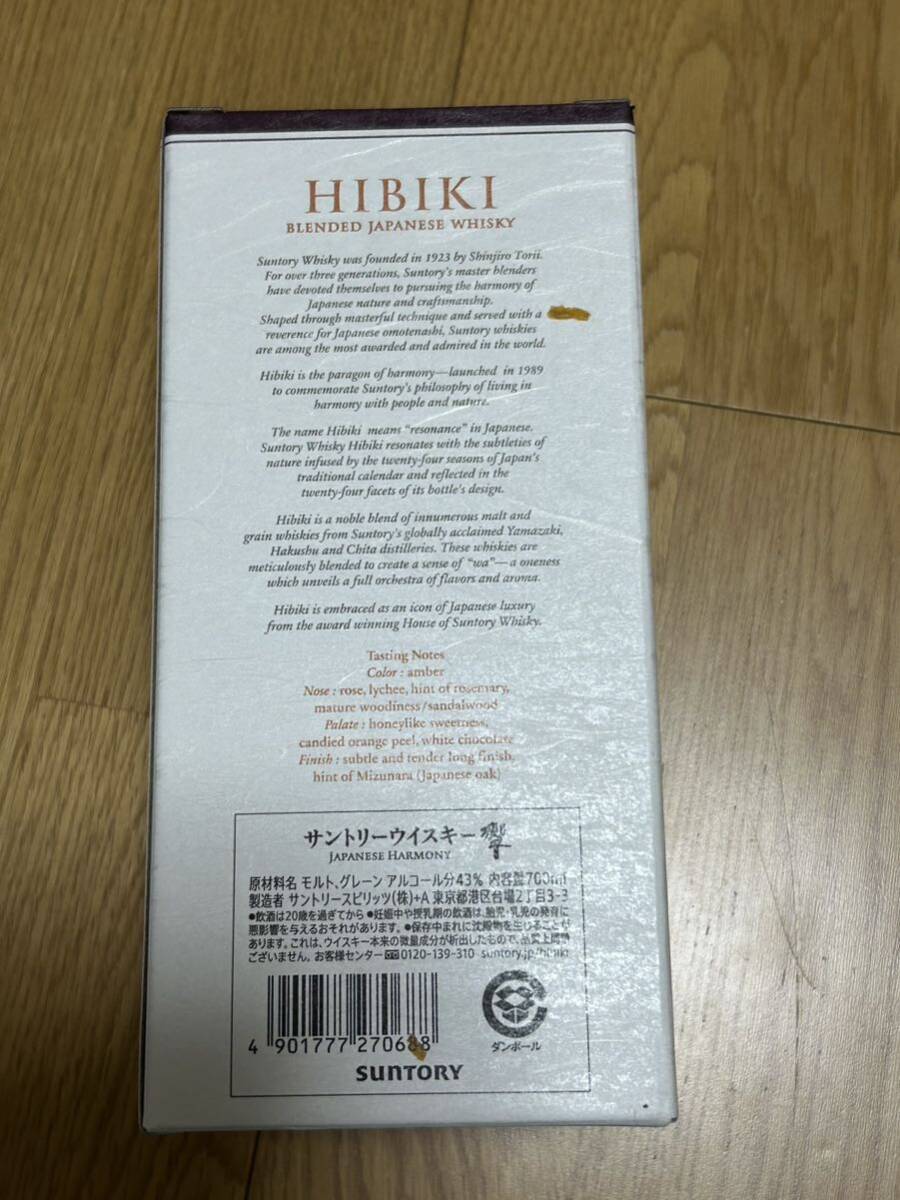 HIBIKI
BLENDED JAPANESE WHISKY
Suntory Whisky was founded in 1923 by Shinjiro Torii.
For over three generations, Suntory's master blenders
have devoted themselves to pursuing the harmony of
Japanese nature and craftsmanship.
Shaped through masterful technique and served with a
reverence for Japanese omotenashi, Suntory whiskies
are among the most awarded and admired in the world.
Hibiki is the paragon of harmony—launched in 1989
to commemorate Suntory's philosophy of living in
harmony with people and nature.
The name Hibiki means "resonance" in Japanese.
Suntory Whisky Hibiki resonates with the subtleties of
nature infused by the twenty-four seasons of Japan's
traditional calendar and reflected in the
twenty-four facets of its bottle's design.
Hibiki is a noble blend of innumerous malt and
grain whiskies from Suntory's globally acclaimed Yamazaki,
Hakushu and Chita distilleries. These whiskies are
meticulously blended to create a sense of "wa"—a oneness
which unveils a full orchestra of flavors and aroma.
Hibiki is embraced as an icon of Japanese luxury
from the award winning House of Suntory Whisky.
Tasting Notes
Color : amber
Nose : rose, lychee, hint of rosemary,
mature woodiness/sandalwood
Palate : honeylike sweetness,
candied orange peel, white chocolate
Finish : subtle and tender long finish,
hint of Mizunara (Japanese oak)
サントリーウイスキー 響
JAPANESE HARMONY
原材料名 モルト、グレーン アルコール分43% 内容量700ml
製造者 サントリースピリッツ(株)+A 東京都港区台場2丁目3-3
●飲酒は20歳を過ぎてから ●妊娠中や授乳期の飲酒は、胎児・乳児の発育に
悪影響を与えるおそれがあります。●保存中まれに沈殿物を生じることが
あります。これは、ウイスキー本来の微量成分が析出したもので、品質上問題
ございません。お客様センター 0120-139-310 suntory.jp/hibiki
4 901777 270688
ダンボール
SUNTORY